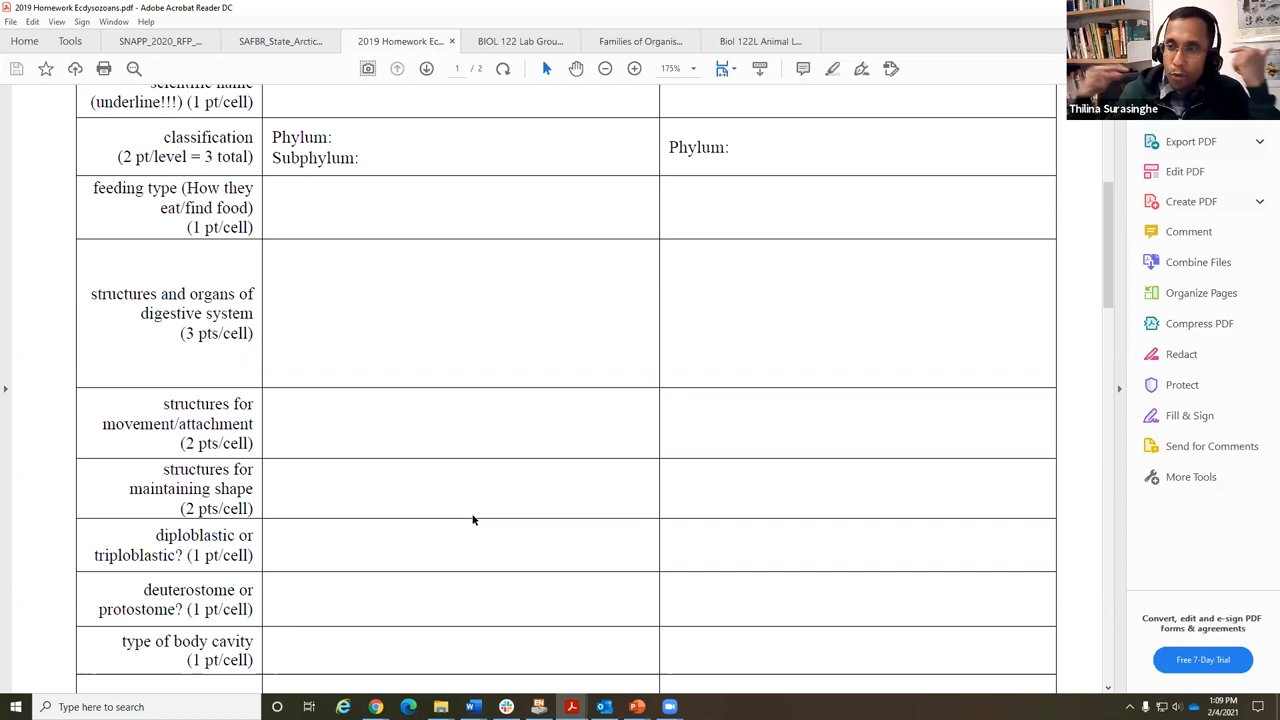 2019 Homework Ecdysozoans.pdf - Adobe Acrobat Reader DC
File Edit View Sign Window Help
Home Tools SNAPP_2020_RFP_... SAFBR_State_Arctic... 2019 Homework Ecd... × OL 122 Lab Grou... Families of Organis... Biol 122L Animal L...
/ 2 175%
Thilina Surasinghe
scientific name
(underline!!!) (1 pt/cell)
classification
(2 pt/level = 3 total)
Phylum:
Subphylum:
Phylum:
feeding type (How they
eat/find food)
(1 pt/cell)
structures and organs of
digestive system
(3 pts/cell)
structures for
movement/attachment
(2 pts/cell)
structures for
maintaining shape
(2 pts/cell)
diploblastic or
triploblastic? (1 pt/cell)
deuterostome or
protostome? (1 pt/cell)
type of body cavity
(1 pt/cell)
Export PDF
Edit PDF
Create PDF
Comment
Combine Files
Organize Pages
Compress PDF
Redact
Protect
Fill & Sign
Send for Comments
More Tools
Convert, edit and e-sign PDF
forms & agreements
Free 7-Day Trial
Type here to search
1:09 PM
2/4/2021